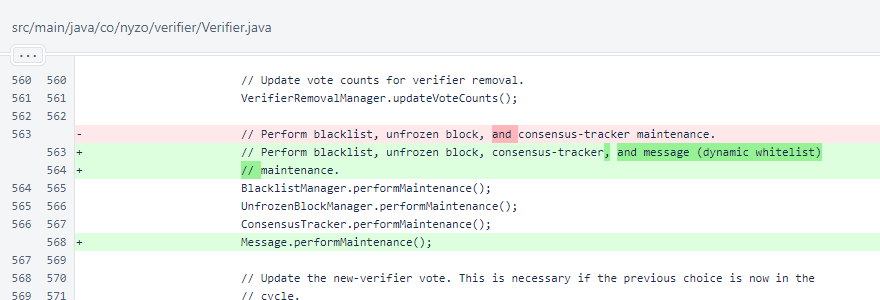 src/main/java/co/nyzo/verifier/Verifier.java
...
560 560 // Update vote counts for verifier removal.
561 561 VerifierRemovalManager.updateVoteCounts();
562 562
563 - // Perform blacklist, unfrozen block, and consensus-tracker maintenance.
563 + // Perform blacklist, unfrozen block, consensus-tracker, and message (dynamic whitelist)
564 + // maintenance.
564 565 BlacklistManager.performMaintenance();
565 566 UnfrozenBlockManager.performMaintenance();
566 567 ConsensusTracker.performMaintenance();
568 + Message.performMaintenance();
567 569
568 570 // Update the new-verifier vote. This is necessary if the previous choice is now in the
569 571 // cycle.